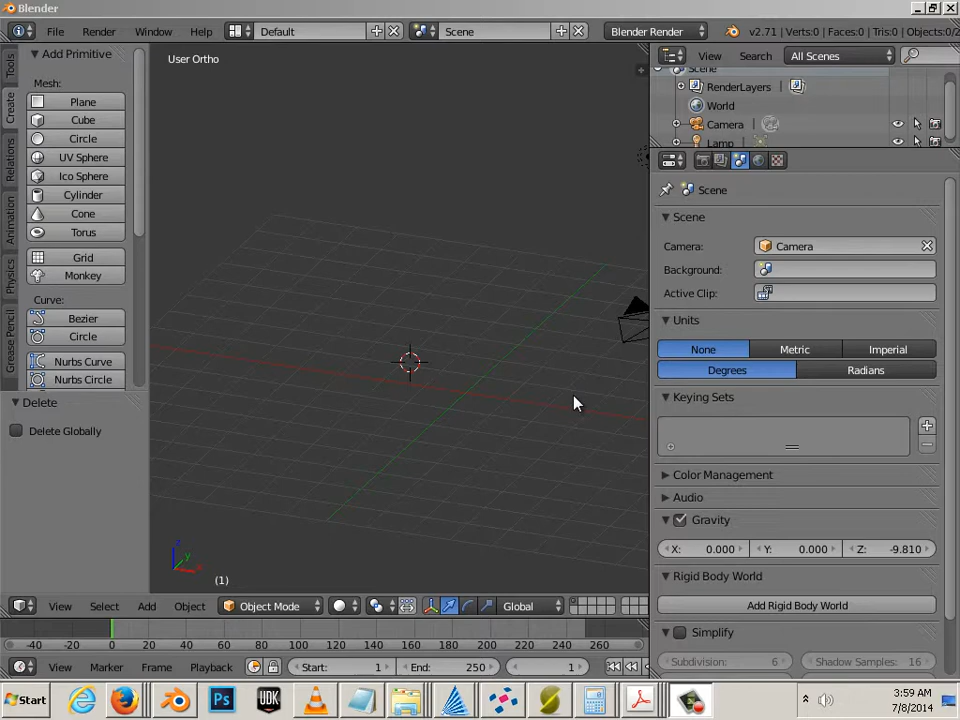 Blender
File Render Window Help Default Scene Blender Render v2.71 | Verts:0 | Faces:0 | Tris:0 | Objects:0/
Add Primitive
Mesh:
Plane
Cube
Circle
UV Sphere
Ico Sphere
Cylinder
Cone
Torus
Grid
Monkey
Curve:
Bezier
Circle
Nurbs Curve
Nurbs Circle
Tools
Create
Relations
Animation
Physics
Grease Pencil
Delete
Delete Globally
User Ortho
z
y
x
(1)
View Select Add Object Object Mode Global
-40 -20 0 20 40 60 80 100 120 140 160 180 200 220 240 260
View Marker Frame Playback Start: 1 End: 250 1
View Search All Scenes
Scene
RenderLayers
World
Camera
Lamp
Scene
Scene
Camera: Camera
Background:
Active Clip:
Units
None Metric Imperial
Degrees Radians
Keying Sets
Color Management
Audio
Gravity
X: 0.000 Y: 0.000 Z: -9.810
Rigid Body World
Add Rigid Body World
Simplify
Subdivision: 6 Shadow Samples: 16
Start Ps UDK 3:59 AM
7/8/2014